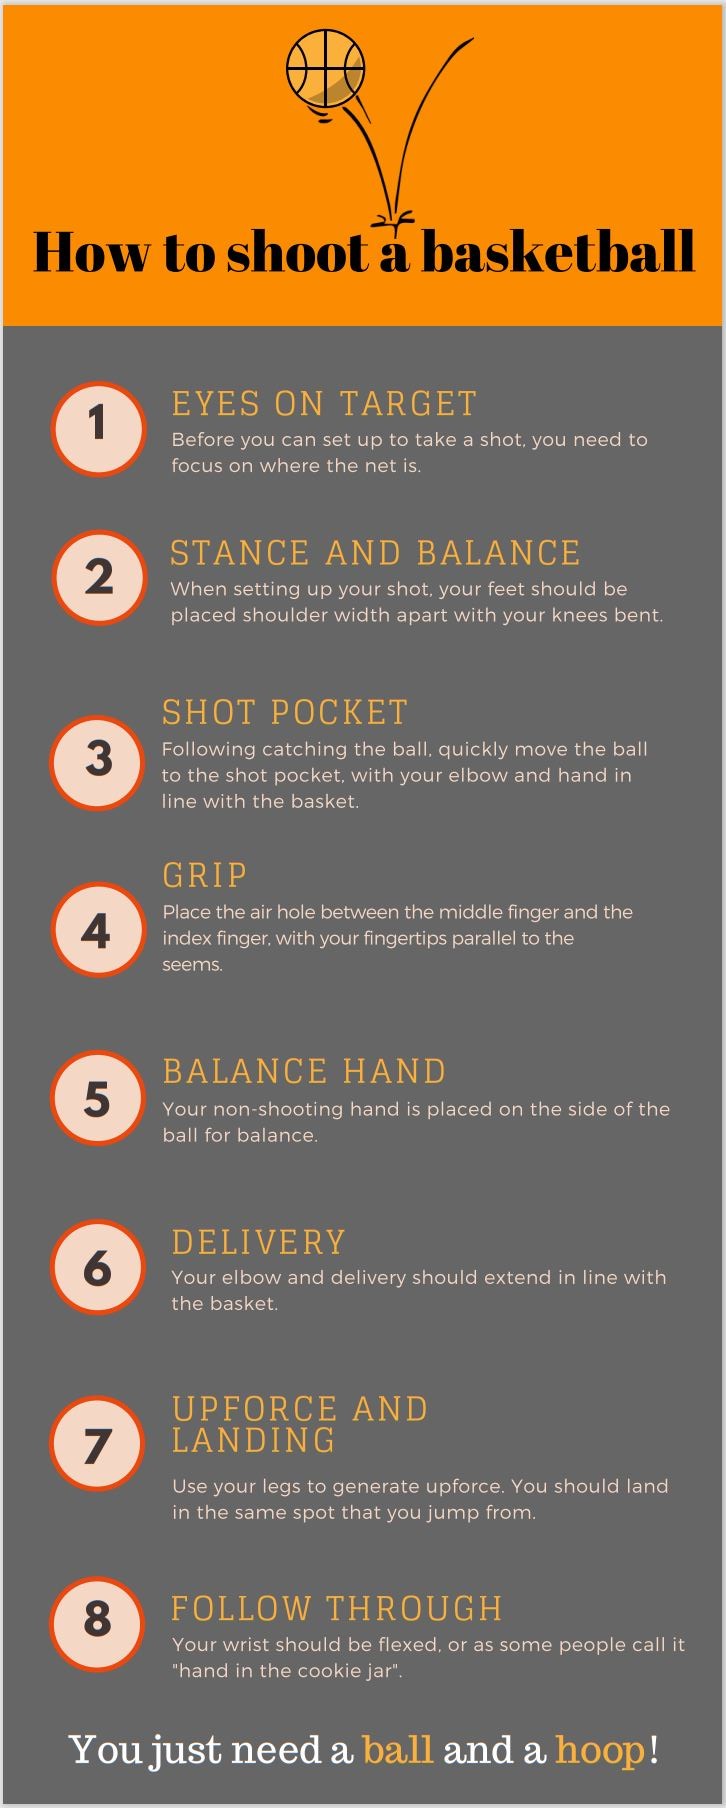 How to shoot a basketball
1
EYES ON TARGET
Before you can set up to take a shot, you need to
focus on where the net is.
2
STANCE AND BALANCE
When setting up your shot, your feet should be
placed shoulder width apart with your knees bent.
3
SHOT POCKET
Following catching the ball, quickly move the ball
to the shot pocket, with your elbow and hand in
line with the basket.
4
GRIP
Place the air hole between the middle finger and the
index finger, with your fingertips parallel to the
seems.
5
BALANCE HAND
Your non-shooting hand is placed on the side of the
ball for balance.
6
DELIVERY
Your elbow and delivery should extend in line with
the basket.
7
UPFORCE AND
LANDING
Use your legs to generate upforce. You should land
in the same spot that you jump from.
8
FOLLOW THROUGH
Your wrist should be flexed, or as some people call it
"hand in the cookie jar".
You just need a ball and a hoop!